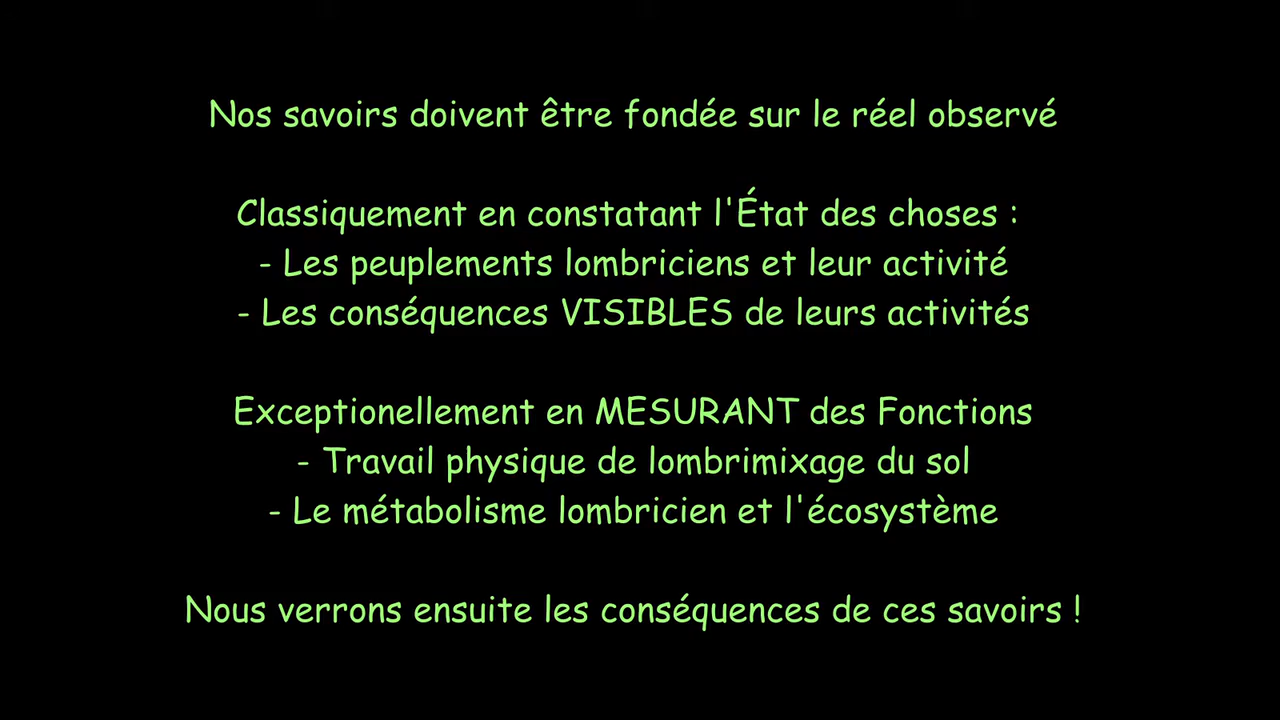 Nos savoirs doivent être fondée sur le réel observé
Classiquement en constatant l'État des choses :
- Les peuplements lombriciens et leur activité
- Les conséquences VISIBLES de leurs activités
Exceptionellement en MESURANT des Fonctions
- Travail physique de lombrimixage du sol
- Le métabolisme lombricien et l'écosystème
Nous verrons ensuite les conséquences de ces savoirs !